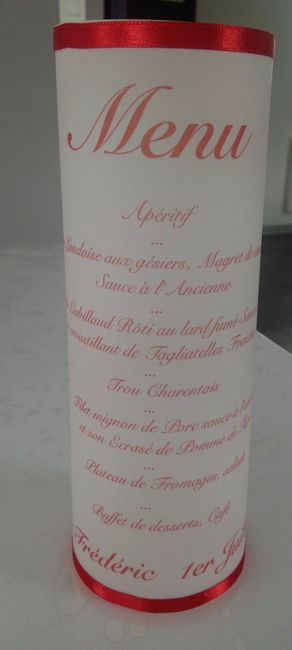 Menu
Apéritif
...
Landaise aux gésiers, Magret de
Sauce à l'Ancienne
...
Cabillaud Rôti au lard fumé
croustillant de Tagliatelles
...
Trou Charentais
...
Filet mignon de Porc sauce à
et son Ecrasé de Pomme de
...
Plateau de Fromages, salade
...
Buffet de desserts, Café
Frédéric 1er